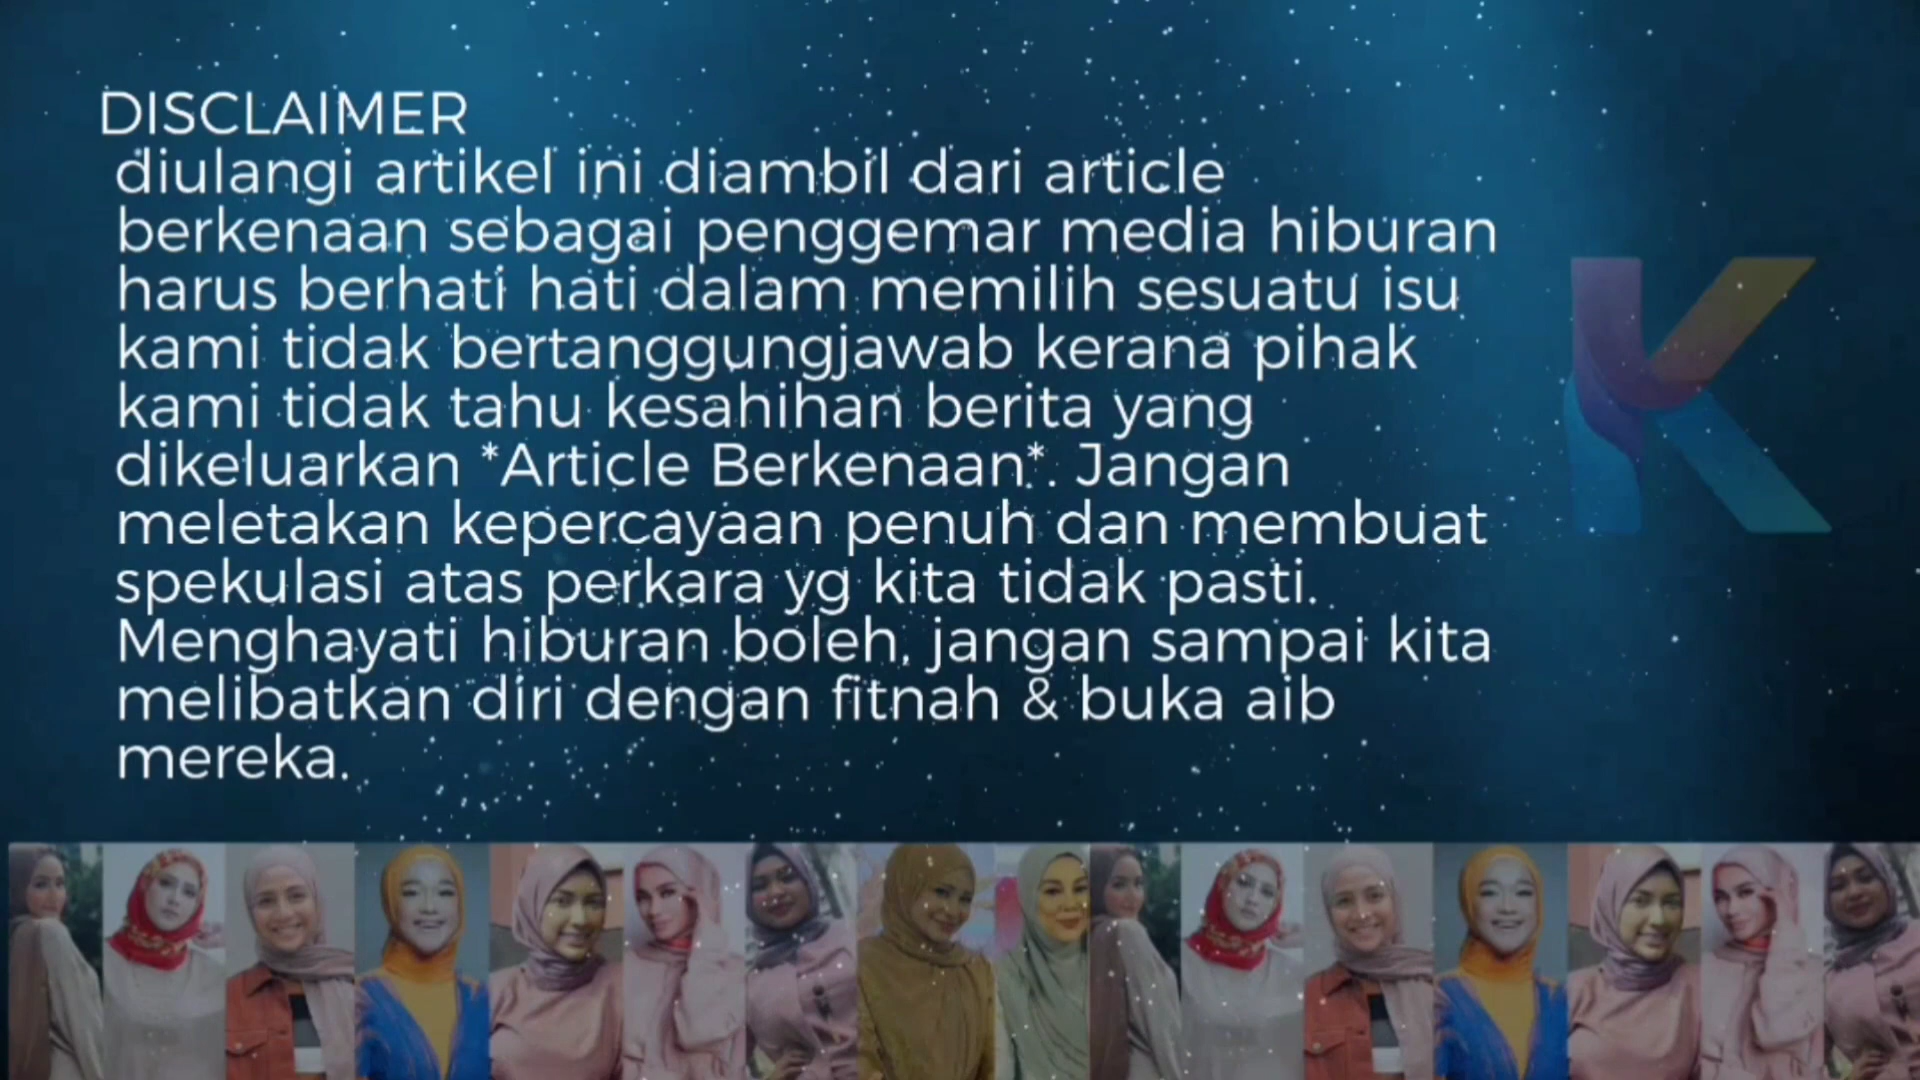 DISCLAIMER
diulangi artikel ini diambil dari article
berkenaan sebagai penggemar media hiburan
harus berhati hati dalam memilih sesuatu isu
kami tidak bertanggungjawab kerana pihak
kami tidak tahu kesahihan berita yang
dikeluarkan *Article Berkenaan*. Jangan
meletakan kepercayaan penuh dan membuat
spekulasi atas perkara yg kita tidak pasti.
Menghayati hiburan boleh, jangan sampai kita
melibatkan diri dengan fitnah & buka aib
mereka.
K